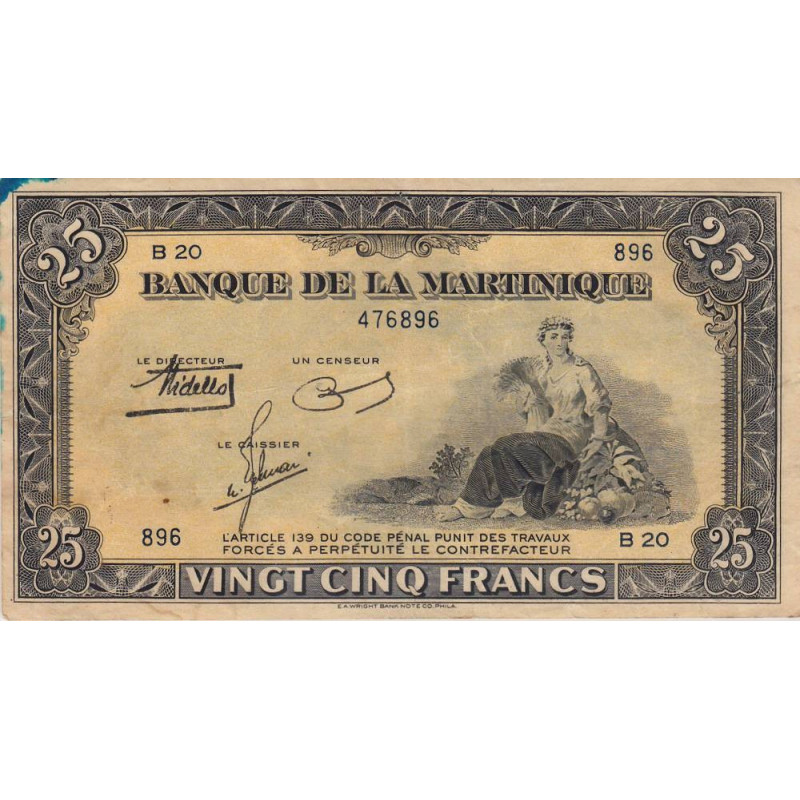 25 25
B 20 896
BANQUE DE LA MARTINIQUE
476896
LE DIRECTEUR UN CENSEUR
LE CAISSIER
896 L'ARTICLE 139 DU CODE PÉNAL PUNIT DES TRAVAUX B 20
FORCÉS A PERPÉTUITÉ LE CONTREFACTEUR
25 VINGT CINQ FRANCS 25
E.A.WRIGHT BANK NOTE CO. PHILA.